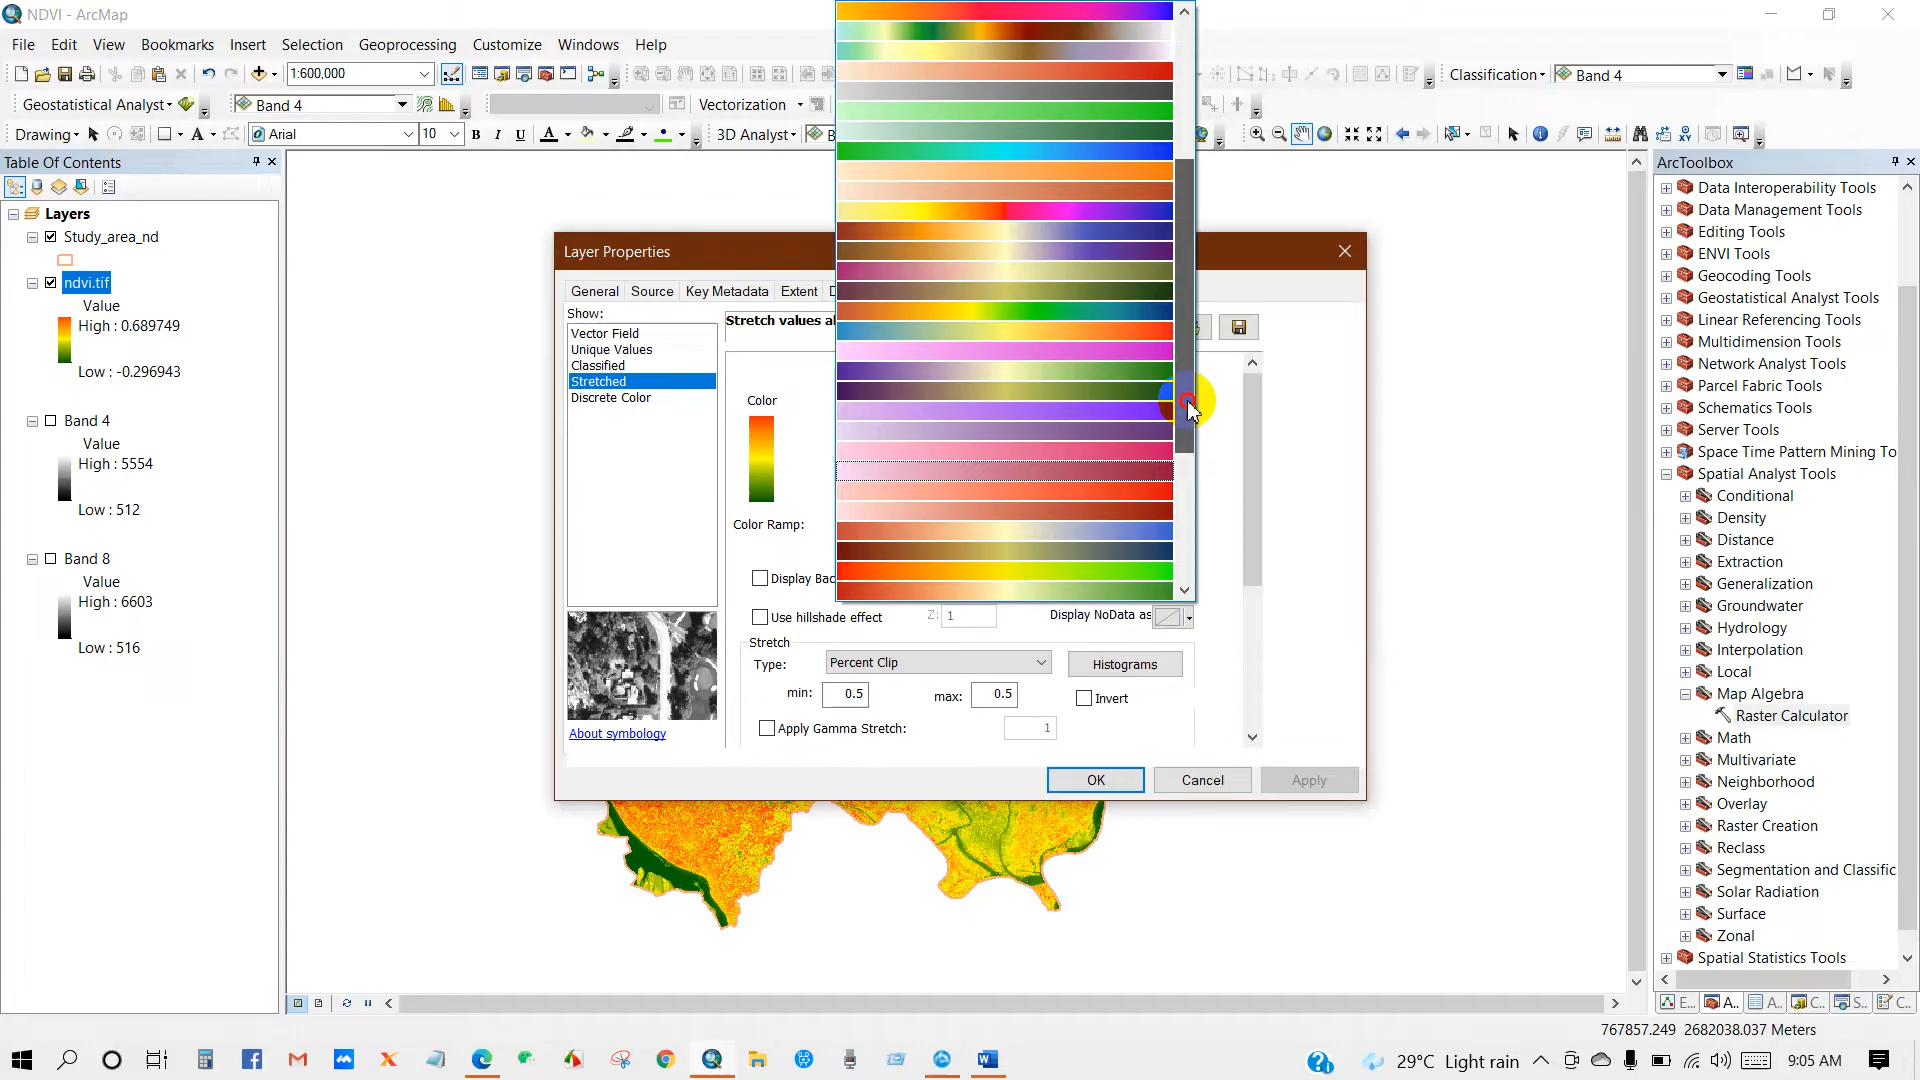 NDVI - ArcMap
File Edit View Bookmarks Insert Selection Geoprocessing Customize Windows Help
1:600,000
Classification Band 4
Geostatistical Analyst Band 4
Vectorization
Drawing Arial 10 B I U A
3D Analyst
Table Of Contents
Layers
Study_area_nd
ndvi.tif
Value
High : 0.689749
Low : -0.296943
Band 4
Value
High : 5554
Low : 512
Band 8
Value
High : 6603
Low : 516
Layer Properties
General Source Key Metadata Extent
Show:
Vector Field
Unique Values
Classified
Stretched
Discrete Color
About symbology
Stretch values al
Color
Color Ramp:
Display Bac
Use hillshade effect Z: 1 Display NoData as
Stretch
Type: Percent Clip Histograms
min: 0.5 max: 0.5 Invert
Apply Gamma Stretch: 1
OK Cancel Apply
ArcToolbox
Data Interoperability Tools
Data Management Tools
Editing Tools
ENVI Tools
Geocoding Tools
Geostatistical Analyst Tools
Linear Referencing Tools
Multidimension Tools
Network Analyst Tools
Parcel Fabric Tools
Schematics Tools
Server Tools
Space Time Pattern Mining To
Spatial Analyst Tools
Conditional
Density
Distance
Extraction
Generalization
Groundwater
Hydrology
Interpolation
Local
Map Algebra
Raster Calculator
Math
Multivariate
Neighborhood
Overlay
Raster Creation
Reclass
Segmentation and Classific
Solar Radiation
Surface
Zonal
Spatial Statistics Tools
E... A.. A.. C.. S.. C..
767857.249 2682038.037 Meters
29°C Light rain 9:05 AM